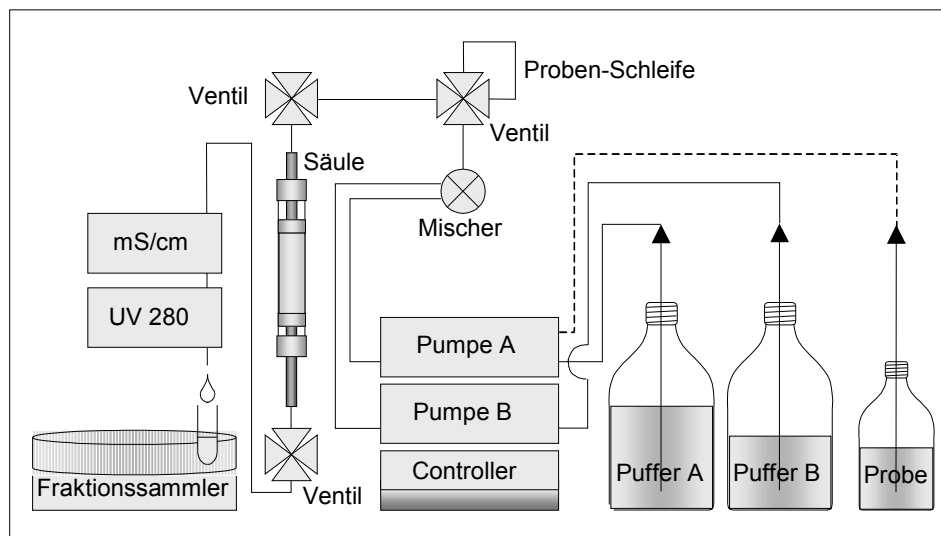 Proben-Schleife
Ventil
Ventil
Säule
Mischer
mS/cm
UV 280
Pumpe A
Pumpe B
Controller
Fraktionssammler
Ventil
Puffer A
Puffer B
Probe